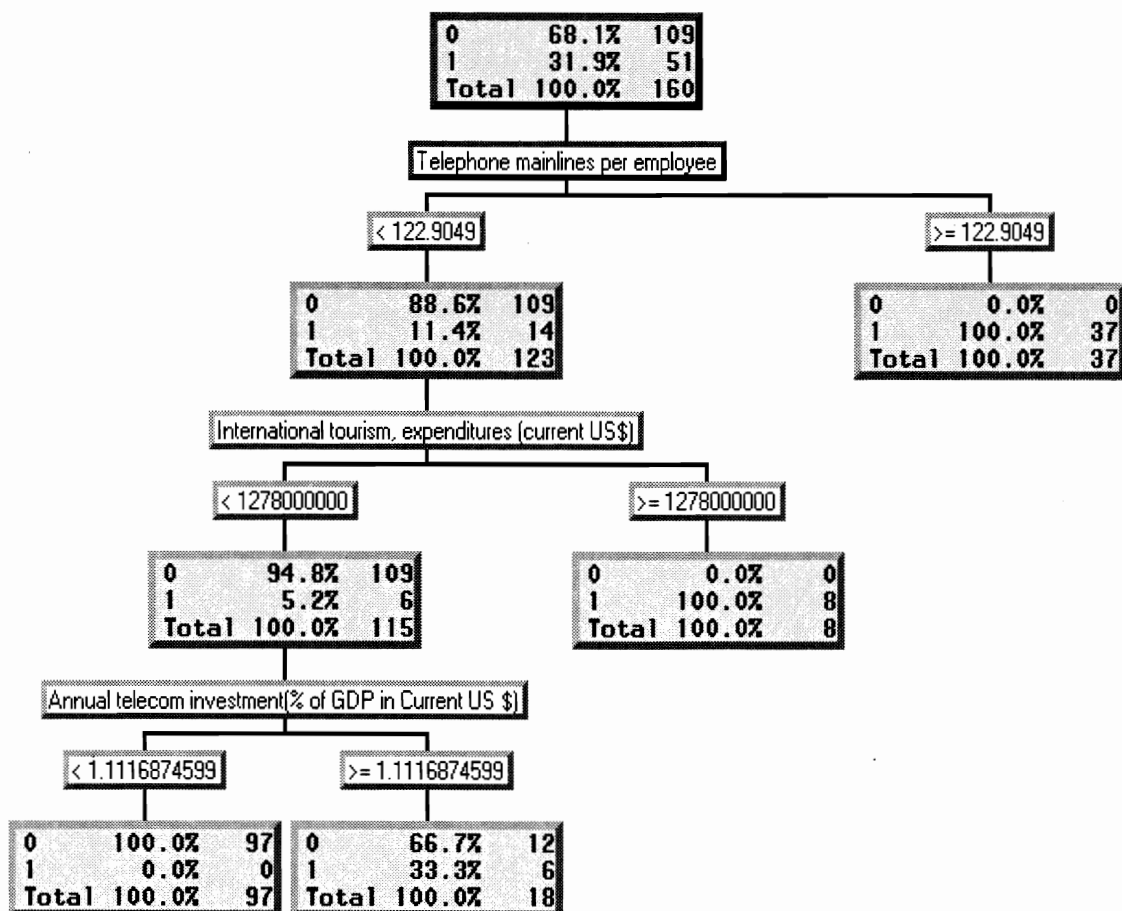 0 68.1% 109
1 31.9% 51
Total 100.0% 160
Telephone mainlines per employee
< 122.9049
>= 122.9049
0 88.6% 109
1 11.4% 14
Total 100.0% 123
0 0.0% 0
1 100.0% 37
Total 100.0% 37
International tourism, expenditures (current US$)
< 1278000000
>= 1278000000
0 94.8% 109
1 5.2% 6
Total 100.0% 115
0 0.0% 0
1 100.0% 8
Total 100.0% 8
Annual telecom investment(% of GDP in Current US $)
< 1.1116874599
>= 1.1116874599
0 100.0% 97
1 0.0% 0
Total 100.0% 97
0 66.7% 12
1 33.3% 6
Total 100.0% 18